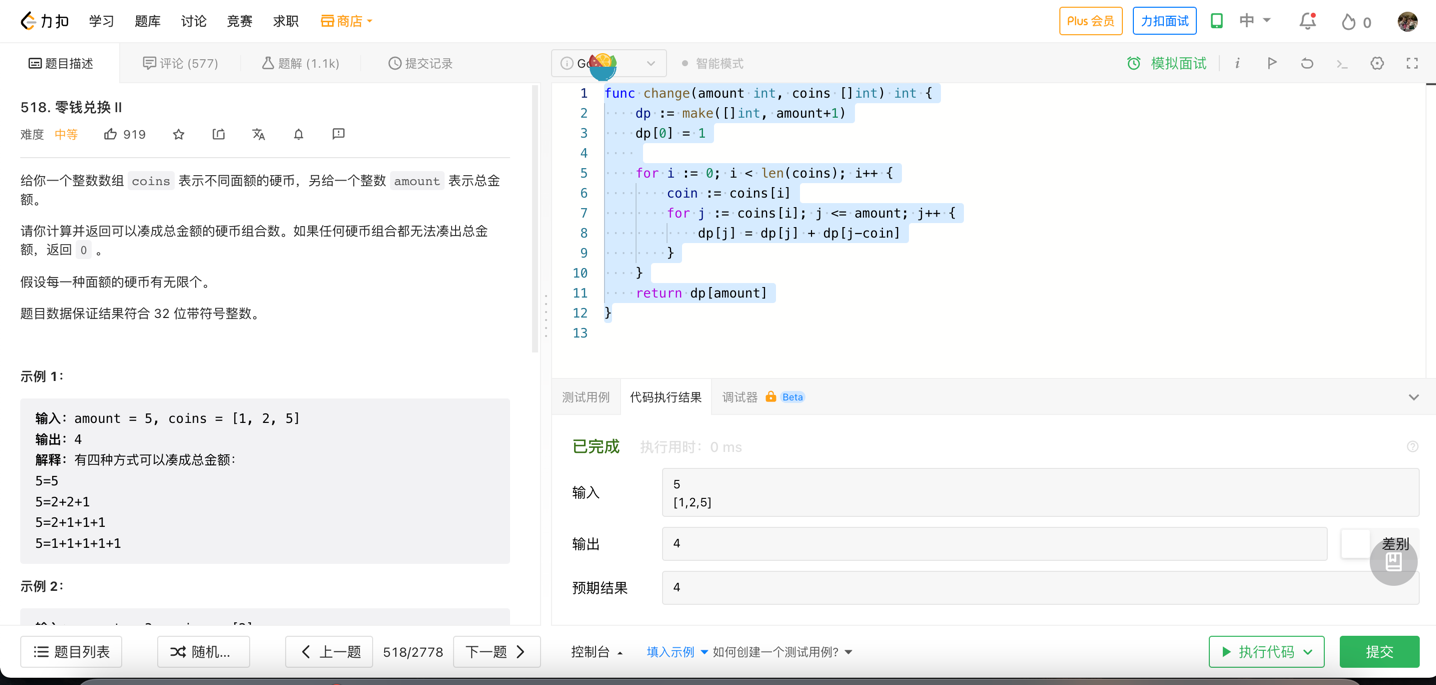 力扣 学习 题库 讨论 竞赛 求职 商店 Plus 会员 力扣面试 中 0
题目描述 评论 (577) 题解 (1.1k) 提交记录
518. 零钱兑换 II
难度 中等 919
给你一个整数数组 coins 表示不同面额的硬币，另给一个整数 amount 表示总金
额。
请你计算并返回可以凑成总金额的硬币组合数。如果任何硬币组合都无法凑出总金
额，返回 0 。
假设每一种面额的硬币有无限个。
题目数据保证结果符合 32 位带符号整数。
示例 1：
输入：amount = 5, coins = [1, 2, 5]
输出：4
解释：有四种方式可以凑成总金额：
5=5
5=2+2+1
5=2+1+1+1
5=1+1+1+1+1
示例 2：
题目列表 随机... 上一题 518/2778 下一题
智能模式 模拟面试
1 func change(amount int, coins []int) int {
2 dp := make([]int, amount+1)
3 dp[0] = 1
4
5 for i := 0; i < len(coins); i++ {
6 coin := coins[i]
7 for j := coins[i]; j <= amount; j++ {
8 dp[j] = dp[j] + dp[j-coin]
9 }
10 }
11 return dp[amount]
12 }
13
测试用例 代码执行结果 调试器 Beta
已完成 执行用时：0 ms
输入
5
[1,2,5]
输出 4 差别
预期结果 4
控制台 填入示例 如何创建一个测试用例? 执行代码 提交